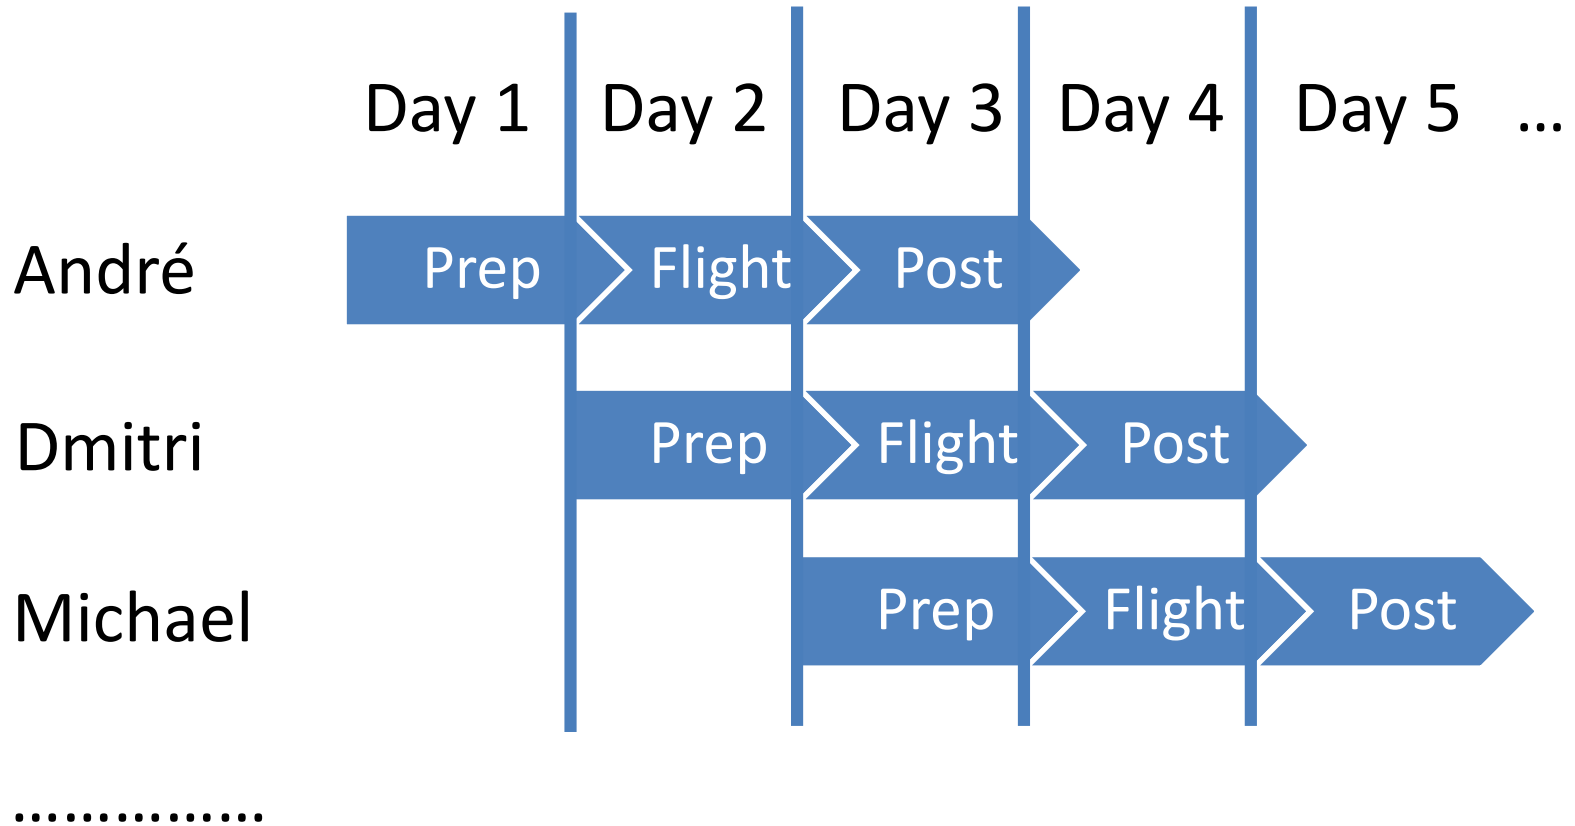 Day 1 Day 2 Day 3 Day 4 Day 5 ...
André Prep Flight Post
Dmitri Prep Flight Post
Michael Prep Flight Post
...............